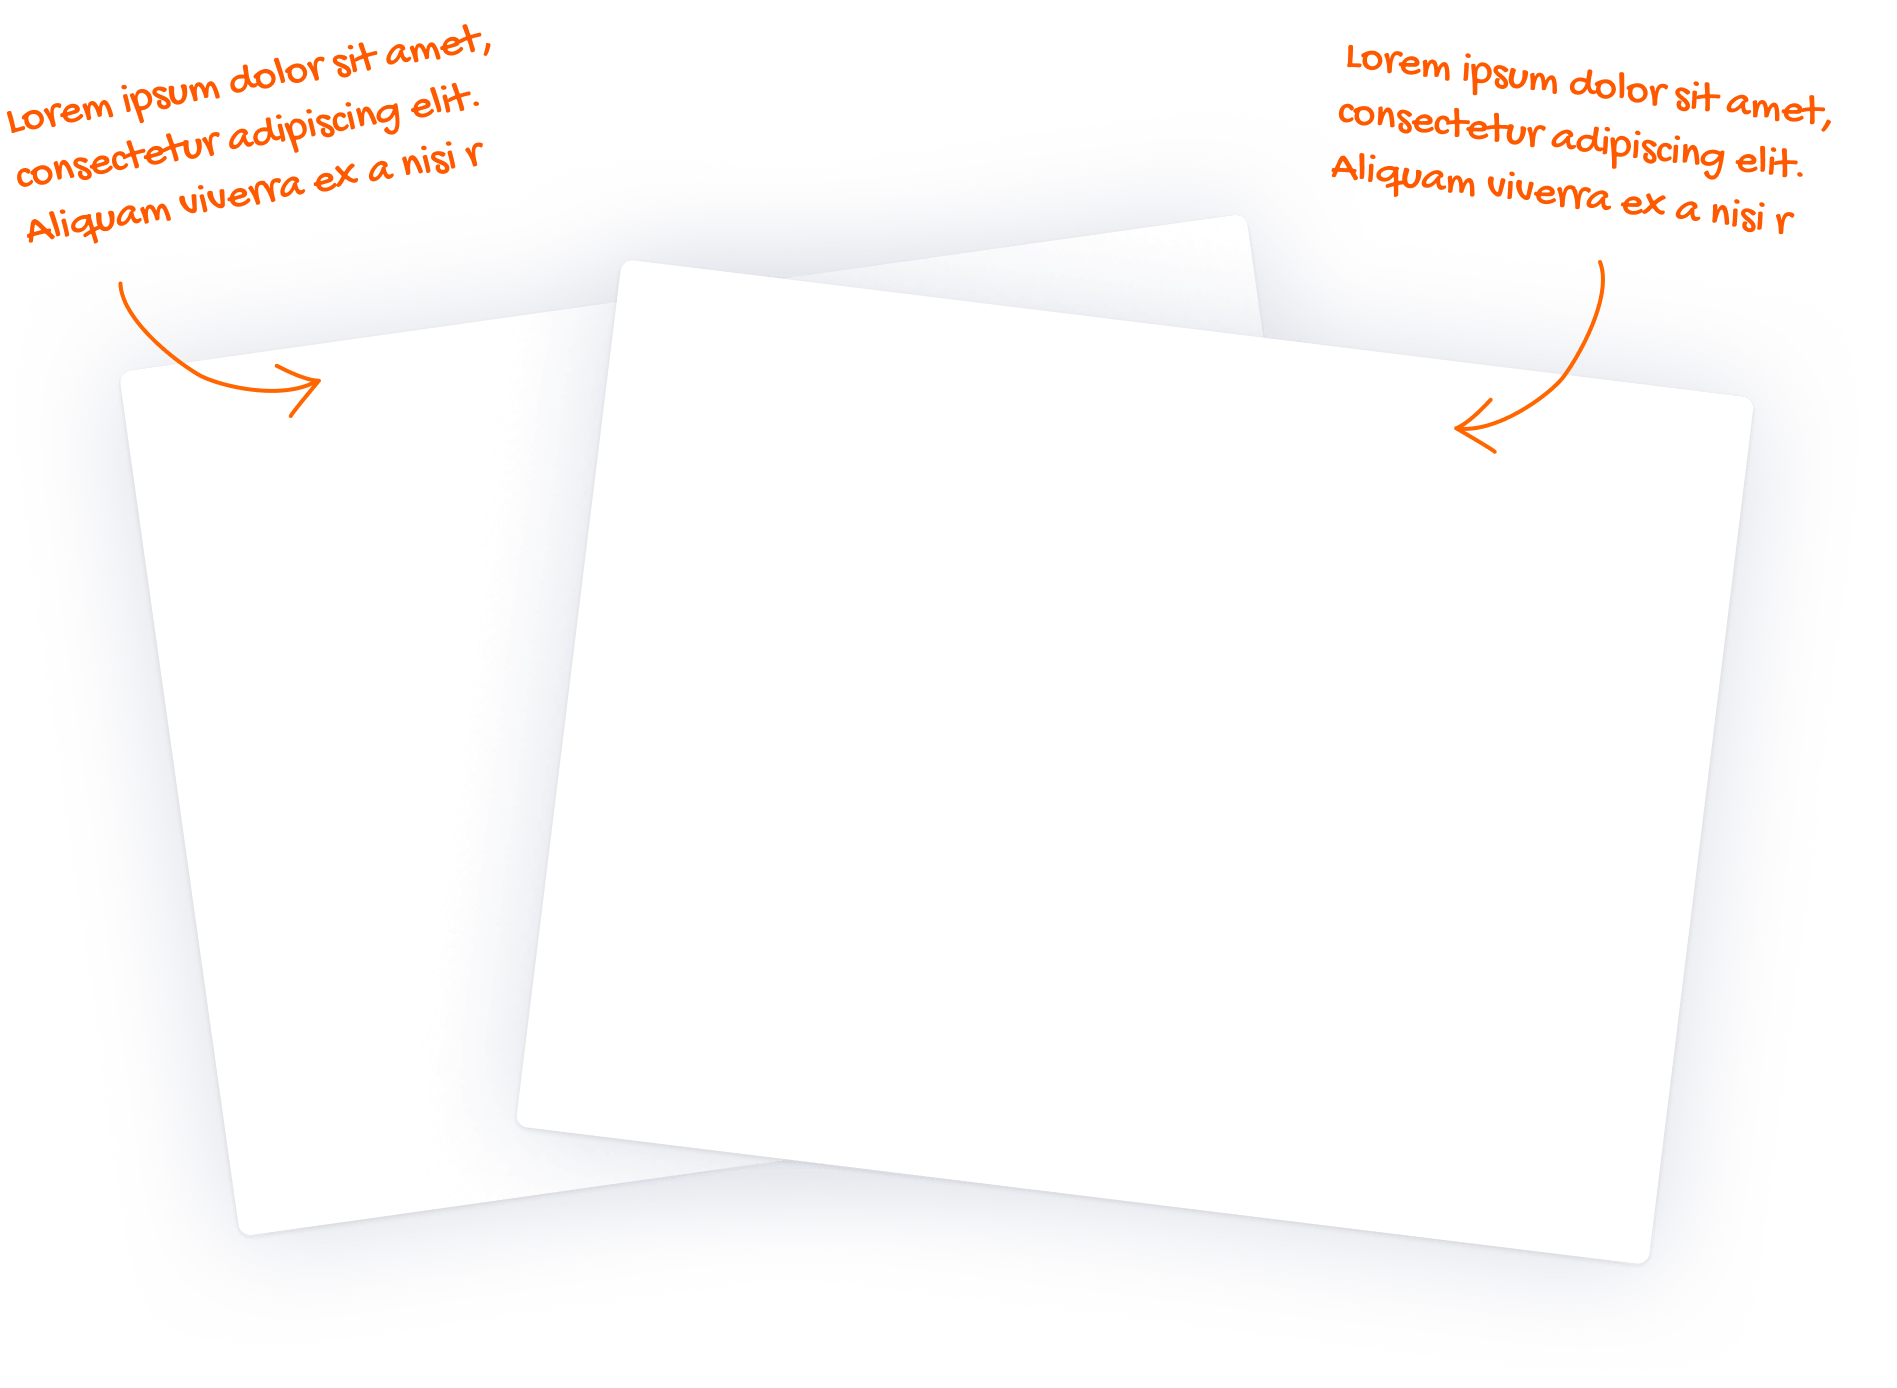 Lorem ipsum dolor sit amet,
consectetur adipiscing elit.
Aliquam viverra ex a nisi r
Lorem ipsum dolor sit amet,
consectetur adipiscing elit.
Aliquam viverra ex a nisi r